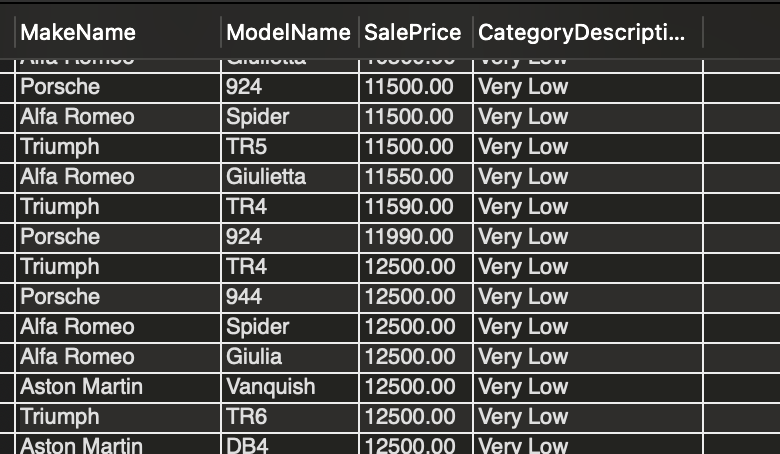 MakeName ModelName SalePrice CategoryDescripti...
Alfa Romeo Giulietta Very Low
Porsche 924 11500.00 Very Low
Alfa Romeo Spider 11500.00 Very Low
Triumph TR5 11500.00 Very Low
Alfa Romeo Giulietta 11550.00 Very Low
Triumph TR4 11590.00 Very Low
Porsche 924 11990.00 Very Low
Triumph TR4 12500.00 Very Low
Porsche 944 12500.00 Very Low
Alfa Romeo Spider 12500.00 Very Low
Alfa Romeo Giulia 12500.00 Very Low
Aston Martin Vanquish 12500.00 Very Low
Triumph TR6 12500.00 Very Low
Aston Martin DB4 12500.00 Very Low